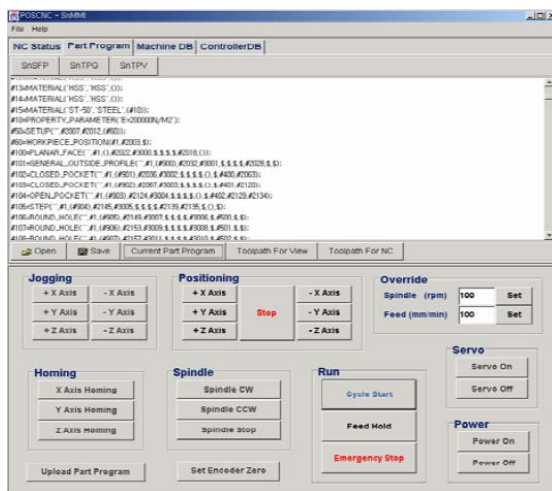 POSCNC - SnMMI
File Help
NC Status Part Program Machine DB ControllerDB
SnSFP SnTPG SnTPV
#13=MATERIAL('HSS','HSS',());
#14=MATERIAL('HSS','HSS',());
#15=MATERIAL('ST-50','STEEL',(#10));
#10=PROPERTY_PARAMETER('E=200000N/M2');
#50=SETUP('',#2007,#2012,(#60));
#60=WORKPIECE_POSITION(#1,#2003,$);
#100=PLANAR_FACE('',#1,(),#2022,#3000,$,$,$,$,#2018,());
#101=GENERAL_OUTSIDE_PROFILE('',#1,(#900),#2032,#3001,$,$,$,$,#2028,$,$);
#102=CLOSED_POCKET('',#1,(#901),#2036,#3002,$,$,$,$,(),$,#400,#2063);
#103=CLOSED_POCKET('',#1,(#902),#2067,#3003,$,$,$,$,(),$,#401,#2120);
#104=OPEN_POCKET('',#1,(#903),#2124,#3004,$,$,$,$,(),$,#402,#2129,#2134);
#105=STEP('',#1,(#904),#2145,#3005,$,$,$,$,#2139,#2135,$,(),$);
#106=ROUND_HOLE('',#1,(#905),#2149,#3007,$,$,$,$,#3006,$,#500,$,$);
#107=ROUND_HOLE('',#1,(#906),#2153,#3009,$,$,$,$,#3008,$,#501,$,$);
#108=ROUND_HOLE('',#1,(#907),#2157,#3011,$,$,$,$,#3010,$,#502,$,$);
Open Save Current Part Program Toolpath For View Toolpath For NC
Jogging
+ X Axis - X Axis
+ Y Axis - Y Axis
+ Z Axis - Z Axis
Positioning
+ X Axis - X Axis
+ Y Axis Stop - Y Axis
+ Z Axis - Z Axis
Override
Spindle (rpm) 100 Set
Feed (mm/min) 100 Set
Homing
X Axis Homing
Y Axis Homing
Z Axis Homing
Spindle
Spindle CW
Spindle CCW
Spindle Stop
Run
Cycle Start
Feed Hold
Emergency Stop
Servo
Servo On
Servo Off
Power
Power On
Power Off
Upload Part Program
Set Encoder Zero